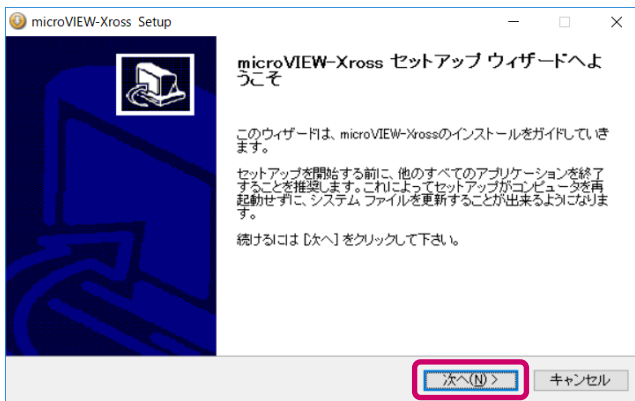 microVIEW-Xross Setup
microVIEW-Xross セットアップ ウィザードへよ
うこそ
このウィザードは、microVIEW-Xrossのインストールをガイドしていき
ます。
セットアップを開始する前に、他のすべてのアプリケーションを終了
することを推奨します。これによってセットアップがコンピュータを再
起動せずに、システム ファイルを更新することが出来るようになりま
す。
続けるには [次へ] をクリックして下さい。
次へ(N) >
キャンセル